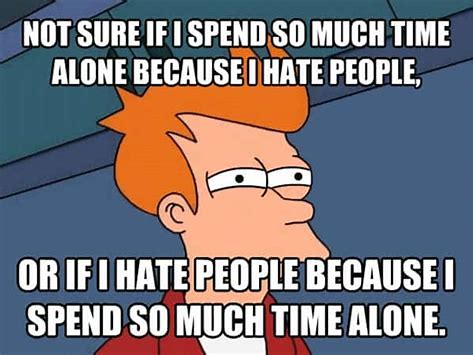 NOT SURE IF I SPEND SO MUCH TIME
ALONE BECAUSE I HATE PEOPLE,
OR IF I HATE PEOPLE BECAUSE I
SPEND SO MUCH TIME ALONE.